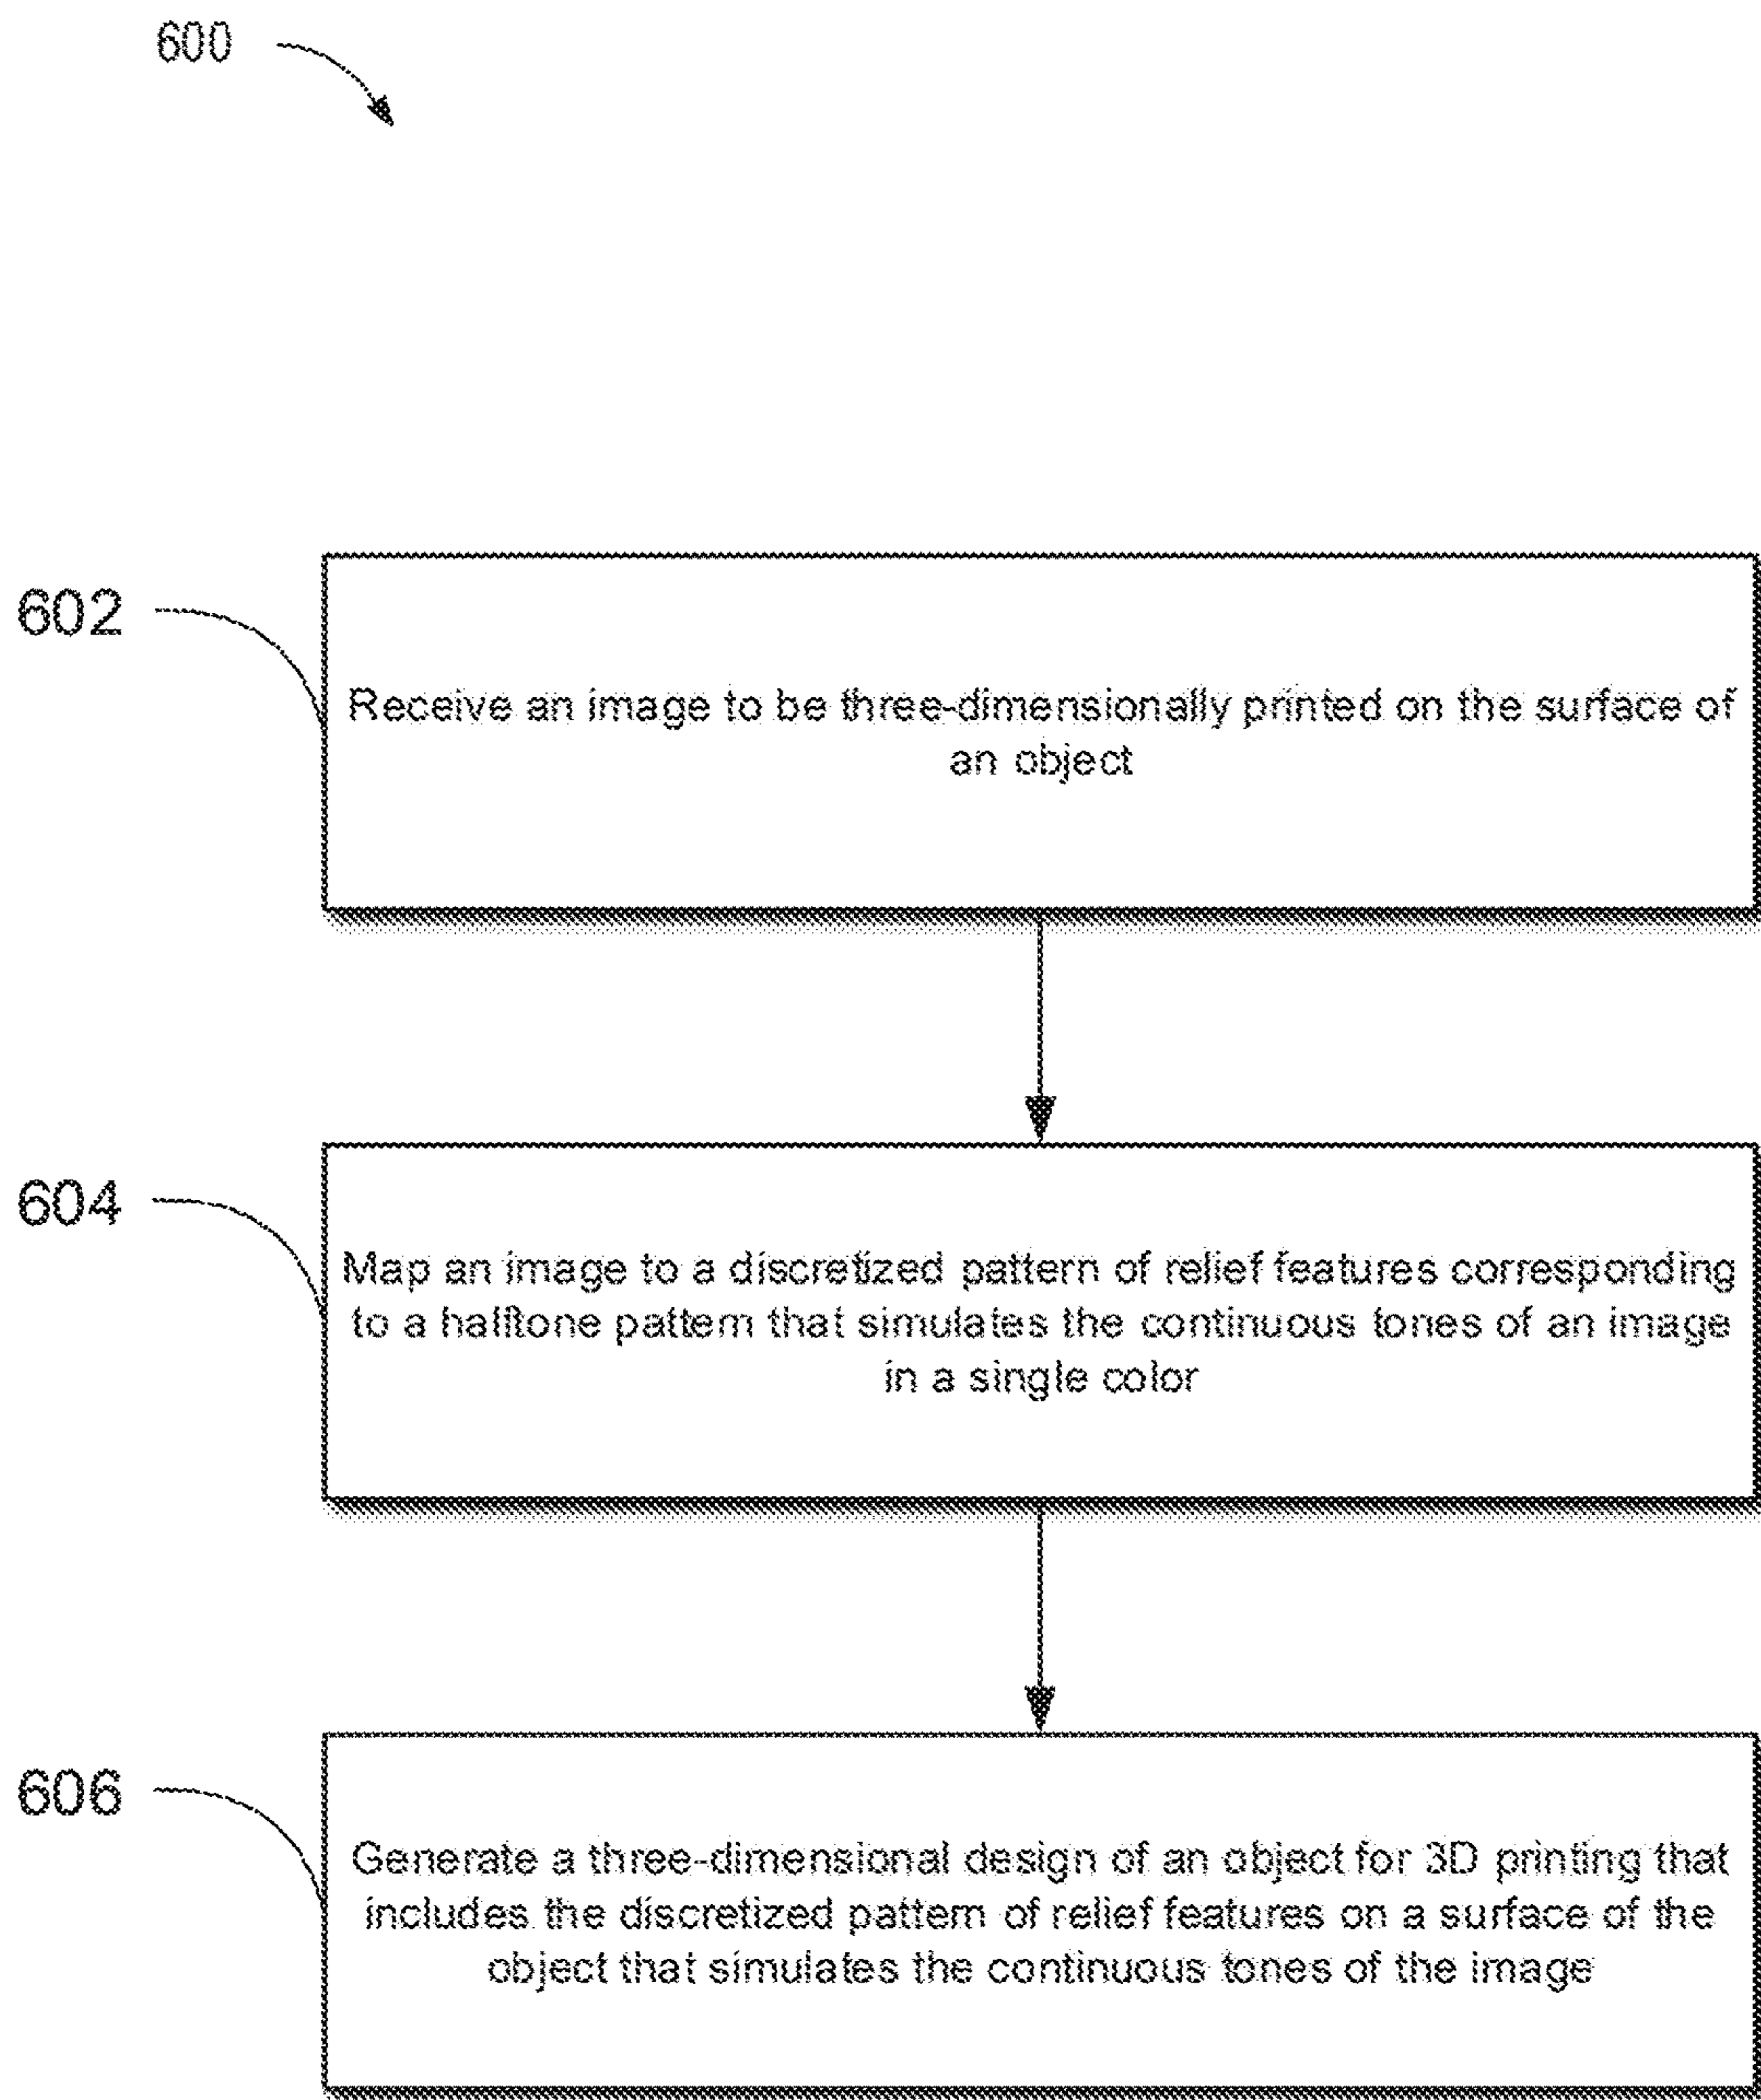 600
602
Receive an image to be three-dimensionally printed on the surface of
an object
604
Map an image to a discretized pattern of relief features corresponding
to a halftone pattern that simulates the continuous tones of an image
in a single color
606
Generate a three-dimensional design of an object for 3D printing that
includes the discretized pattern of relief features on a surface of the
object that simulates the continuous tones of the image